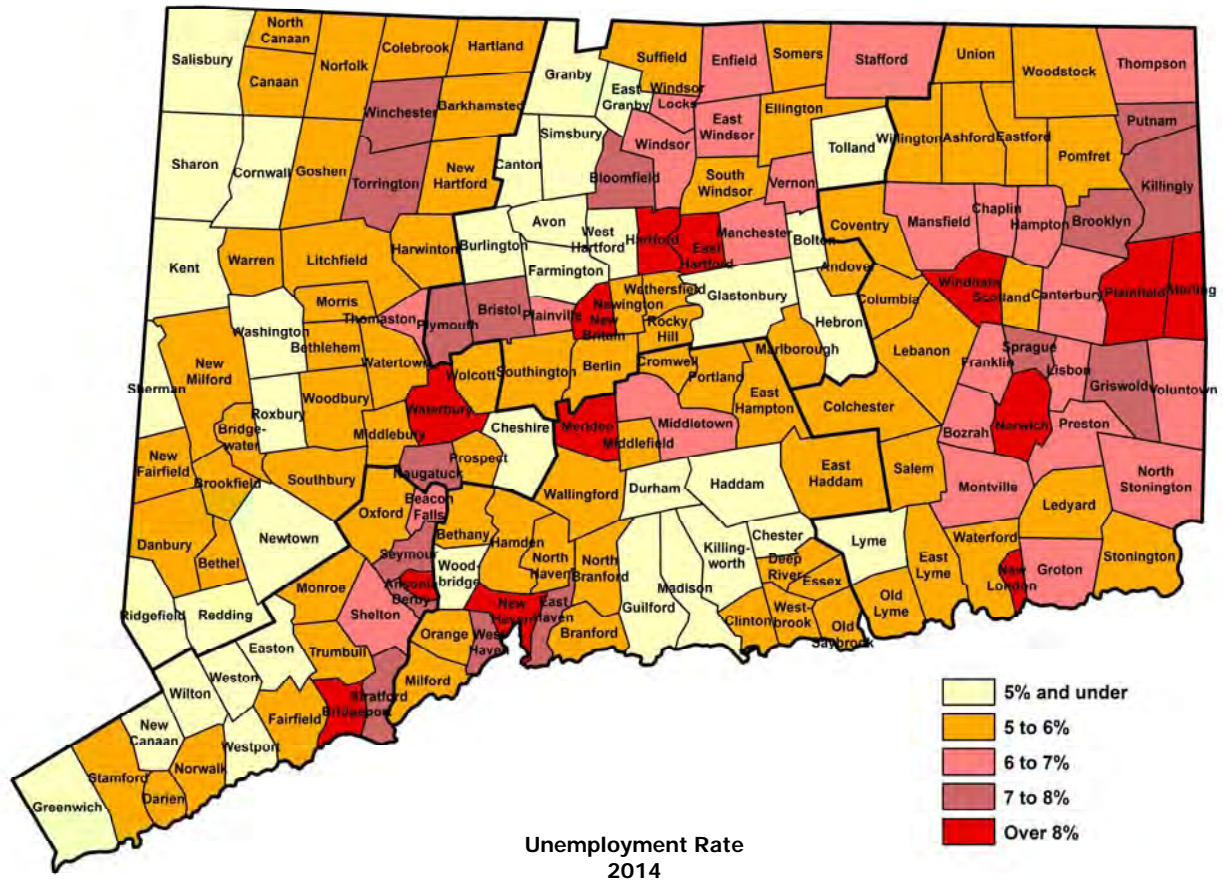 North
Canaan
Salisbury
Canaan
Norfolk
Colebrook
Hartland
Granby
East
Granby
Suffield
Windsor
Locks
Enfield
Somers
Stafford
Union
Woodstock
Thompson
Winchester
Barkhamsted
Simsbury
Windsor
East
Windsor
Ellington
Tolland
Willington
Ashford
Eastford
Pomfret
Putnam
Sharon
Cornwall
Goshen
Torrington
New
Hartford
Canton
Bloomfield
South
Windsor
Vernon
Killingly
Kent
Warren
Litchfield
Harwinton
Burlington
Avon
West
Hartford
Hartford
East
Hartford
Manchester
Bolton
Coventry
Andover
Mansfield
Chaplin
Hampton
Brooklyn
Farmington
Morris
Thomaston
Plymouth
Bristol
Plainville
Newington
New
Britain
Wethersfield
Rocky
Hill
Glastonbury
Hebron
Columbia
Windham
Scotland
Canterbury
Plainfield
Sterling
Washington
Bethlehem
Watertown
Sherman
New
Milford
Roxbury
Woodbury
Bridge-
water
Middlebury
Waterbury
Wolcott
Southington
Berlin
Cromwell
Portland
East
Hampton
Marlborough
Lebanon
Colchester
Franklin
Sprague
Lisbon
Griswold
Voluntown
New
Fairfield
Brookfield
Southbury
Naugatuck
Prospect
Cheshire
Meriden
Middletown
Middlefield
Norwich
Bozrah
Preston
Danbury
Bethel
Newtown
Oxford
Beacon
Falls
Bethany
Hamden
Wallingford
Durham
Haddam
East
Haddam
Salem
Montville
Ledyard
North
Stonington
Ridgefield
Redding
Monroe
Seymour
Ansonia
Derby
Wood-
bridge
North
Haven
North
Branford
Guilford
Madison
Killing-
worth
Chester
Deep
River
Essex
Lyme
East
Lyme
Waterford
New
London
Groton
Stonington
Shelton
Easton
Trumbull
Orange
New
Haven
West
Haven
East
Haven
Branford
Clinton
West-
brook
Old
Saybrook
Old
Lyme
Weston
Wilton
Milford
Stratford
Bridgeport
Fairfield
New
Canaan
Westport
Norwalk
Darien
Stamford
Greenwich
5% and under
5 to 6%
6 to 7%
7 to 8%
Over 8%
Unemployment Rate
2014